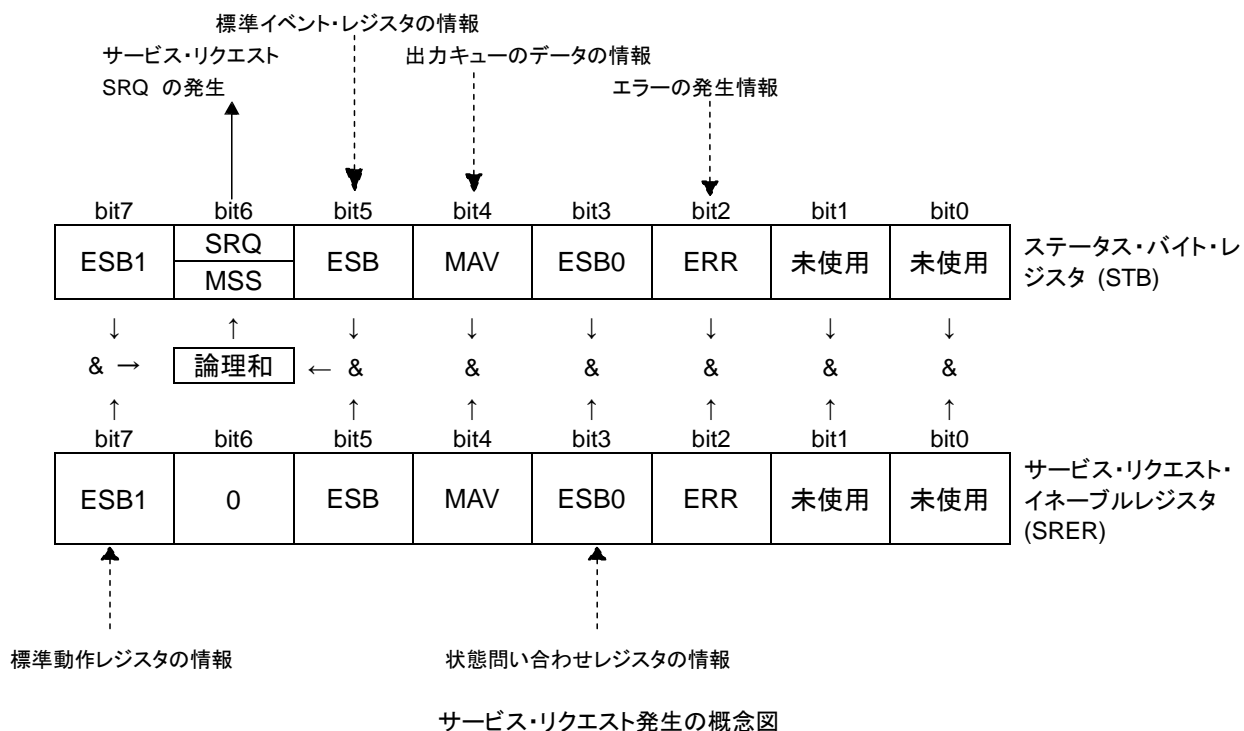 標準イベント・レジスタの情報
サービス・リクエスト
SRQ の発生
出力キューのデータの情報
エラーの発生情報
bit7 bit6 bit5 bit4 bit3 bit2 bit1 bit0
ESB1 SRQ MSS ESB MAV ESB0 ERR 未使用 未使用
ステータス・バイト・レ
ジスタ (STB)
↓ ↑ ↓ ↓ ↓ ↓ ↓ ↓
& → 論理和 ← & & & & & &
↑ ↑ ↑ ↑ ↑ ↑ ↑
bit7 bit6 bit5 bit4 bit3 bit2 bit1 bit0
ESB1 0 ESB MAV ESB0 ERR 未使用 未使用
サービス・リクエスト・
イネーブルレジスタ
(SRER)
標準動作レジスタの情報
状態問い合わせレジスタの情報
サービス・リクエスト発生の概念図